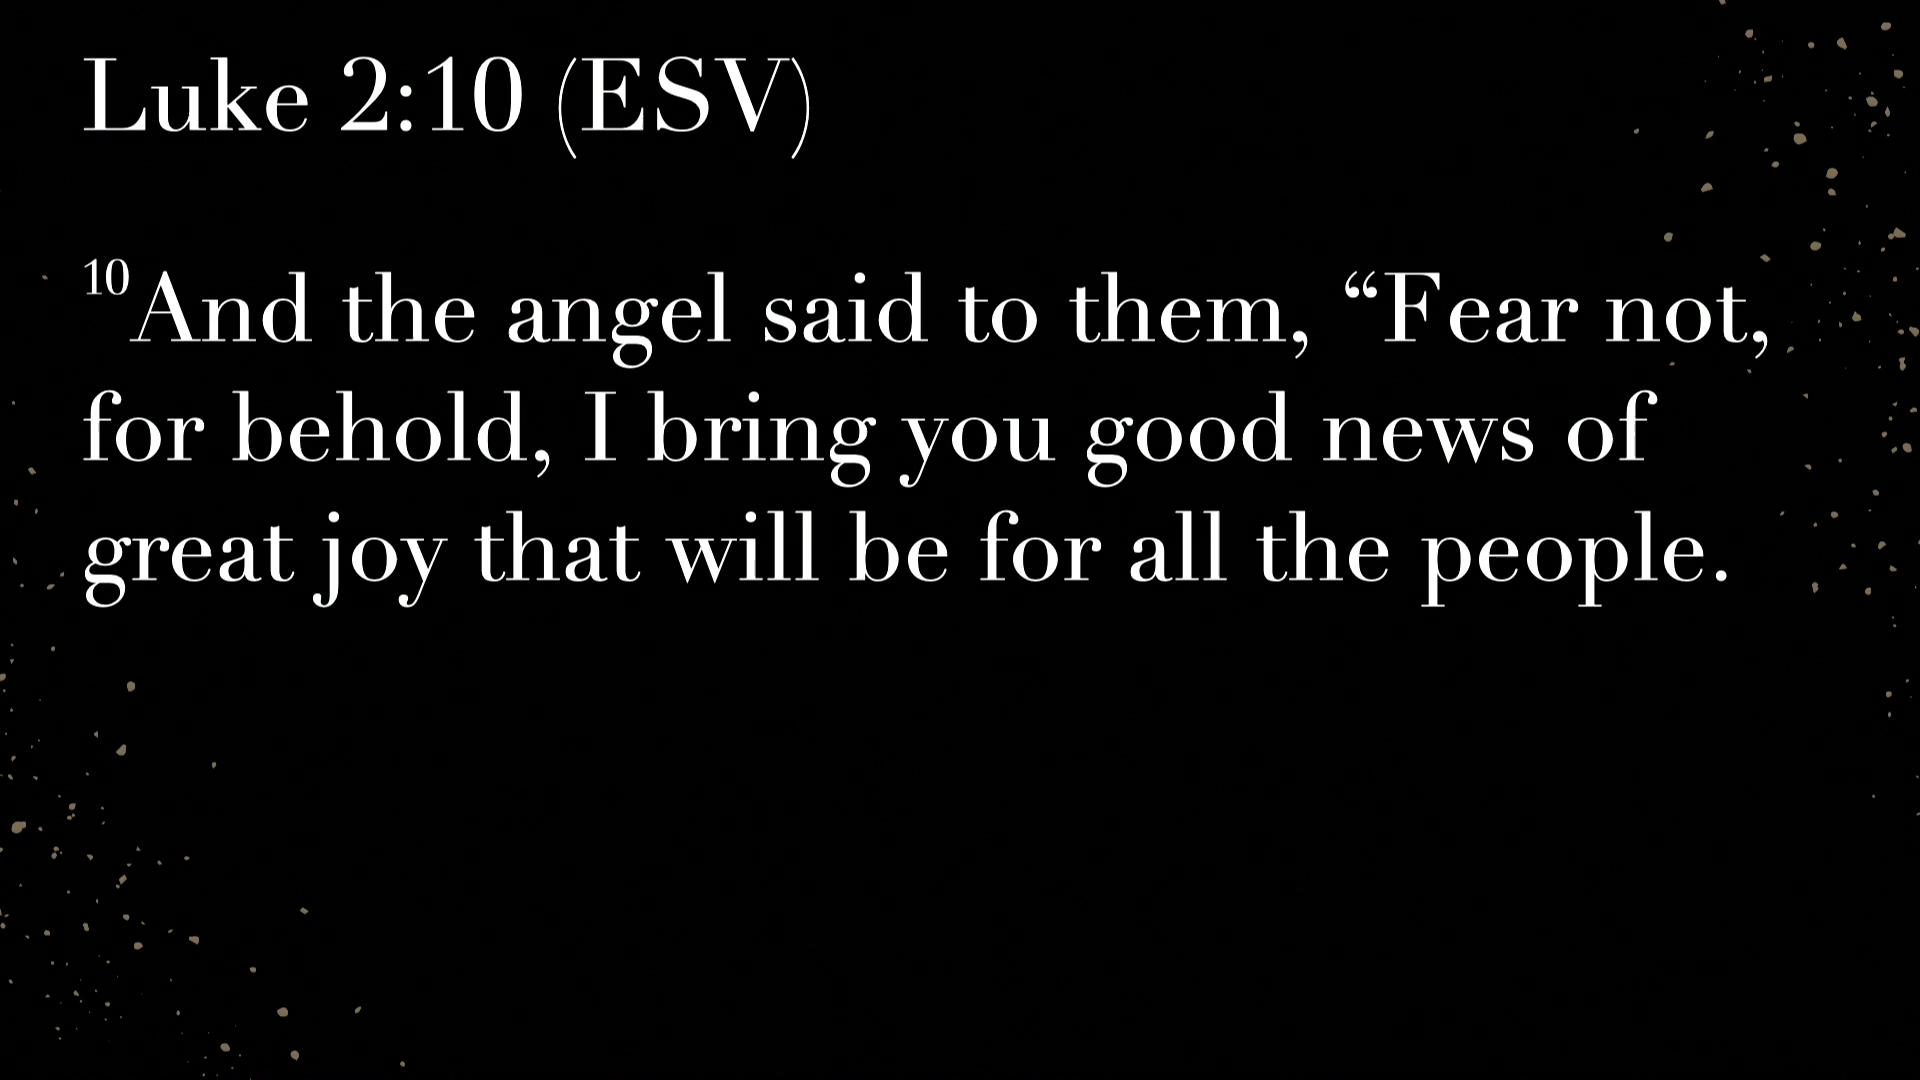 Luke 2:10 (ESV)
10And the angel said to them, “Fear not,
for behold, I bring you good news of
great joy that will be for all the people.